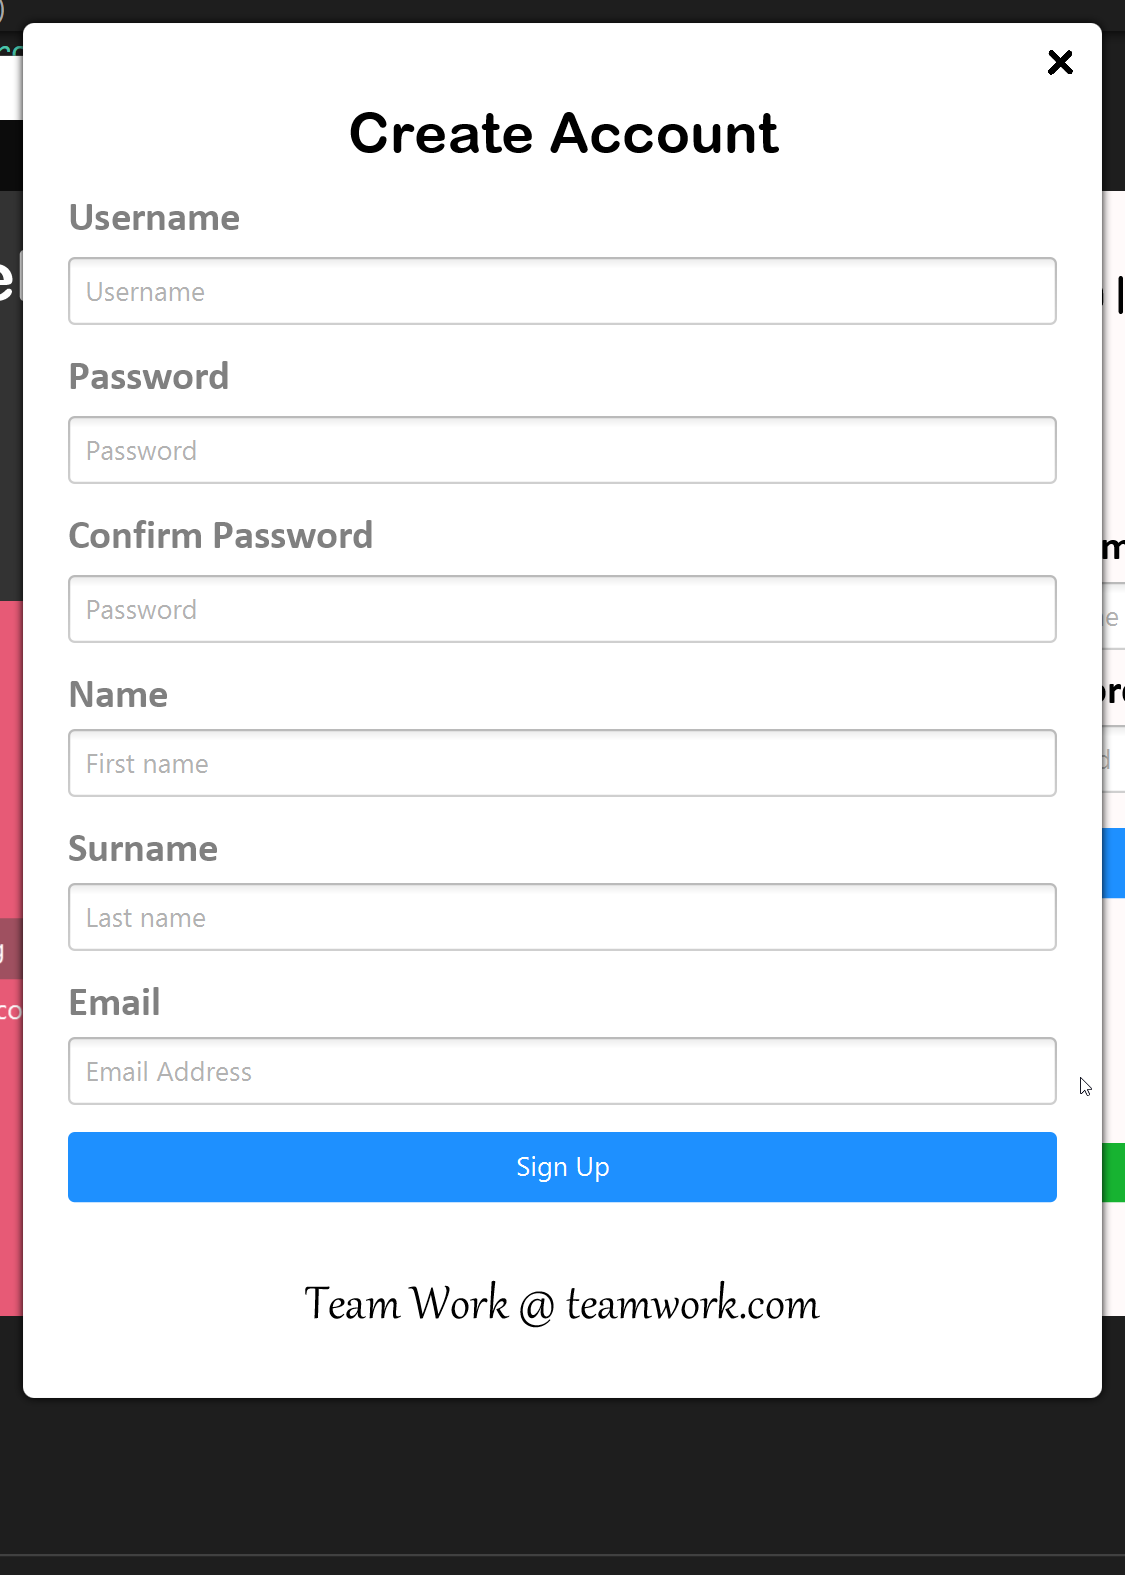 Create Account
Username
Username
Password
Password
Confirm Password
Password
Name
First name
Surname
Last name
Email
Email Address
Sign Up
Team Work @ teamwork.com